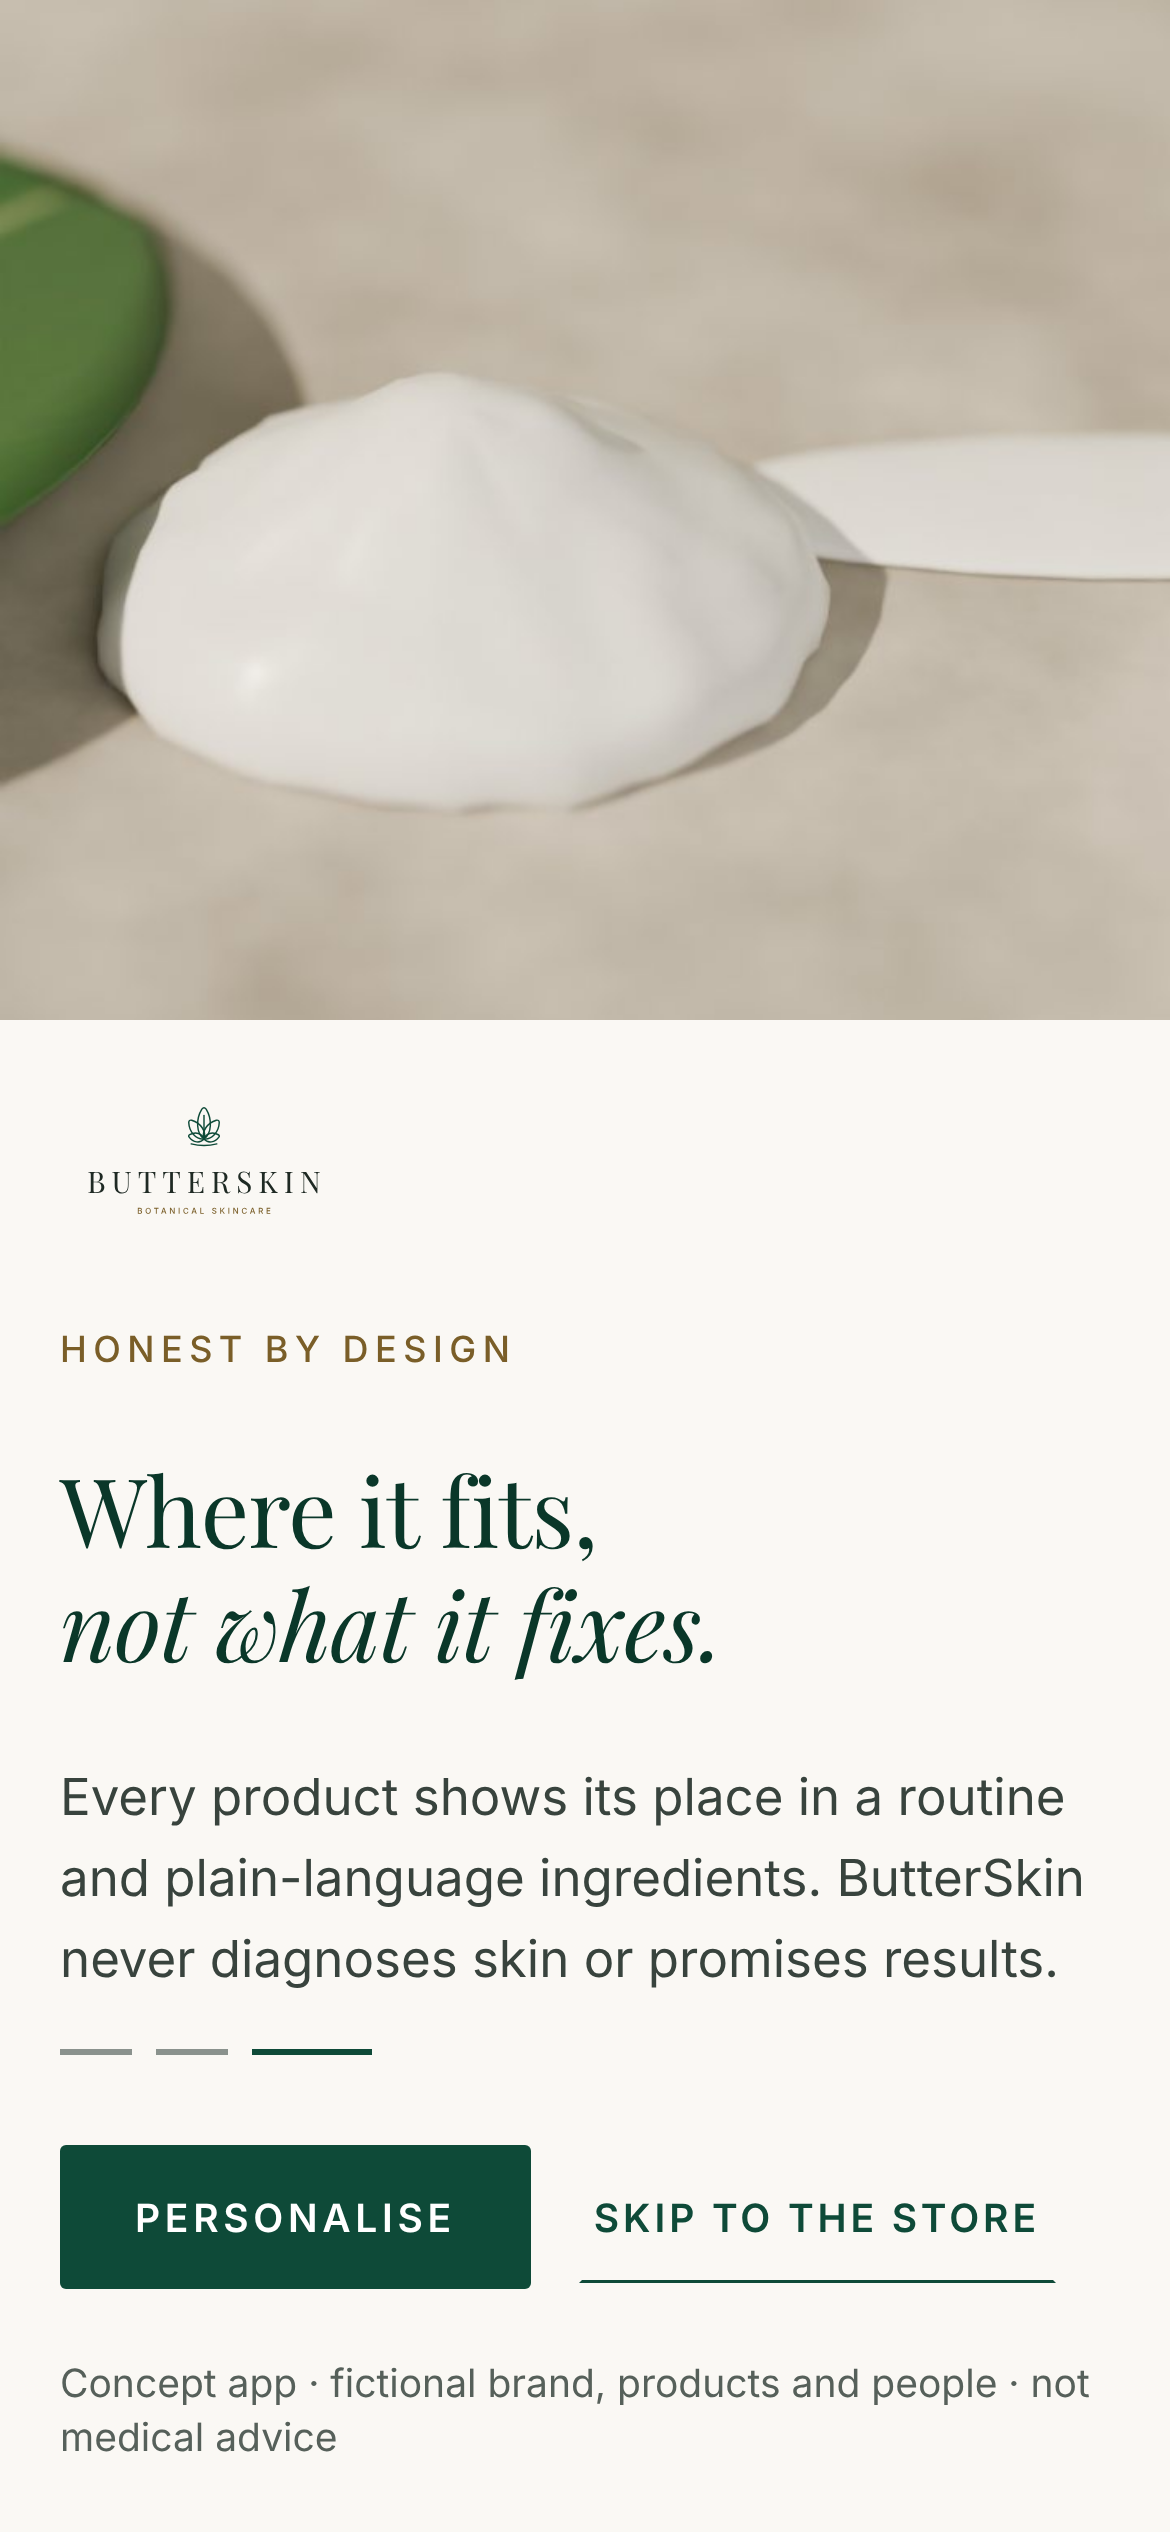 BUTTERSKIN
BOTANICAL SKINCARE
HONEST BY DESIGN
Where it fits,
not what it fixes.
Every product shows its place in a routine
and plain-language ingredients. ButterSkin
never diagnoses skin or promises results.
PERSONALISE
SKIP TO THE STORE
Concept app · fictional brand, products and people · not
medical advice